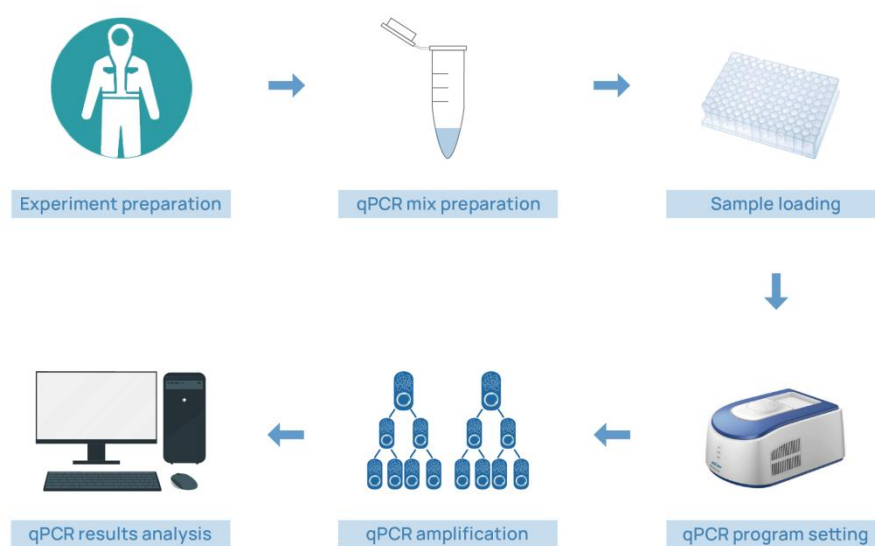 Experiment preparation
qPCR mix preparation
Sample loading
qPCR results analysis
qPCR amplification
qPCR program setting